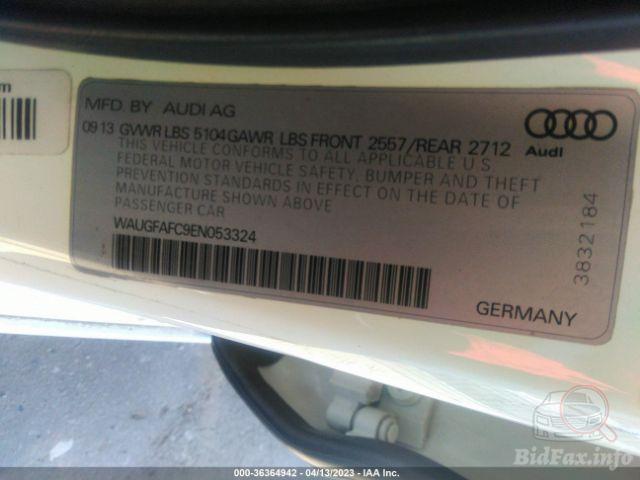 m
MFD BY AUDI AG
09 13 GVWR LBS 5104 GAWR LBS FRONT 2557/REAR 2712
THIS VEHICLE CONFORMS TO ALL APPLICABLE U S
FEDERAL MOTOR VEHICLE SAFETY, BUMPER AND THEFT
PREVENTION STANDARDS IN EFFECT ON THE DATE OF
MANUFACTURE SHOWN ABOVE
PASSENGER CAR
WAUGFAFC9EN053324
Audi
3832184
GERMANY
000-36364942 - 04/13/2023 - IAA Inc.
BidFax.info